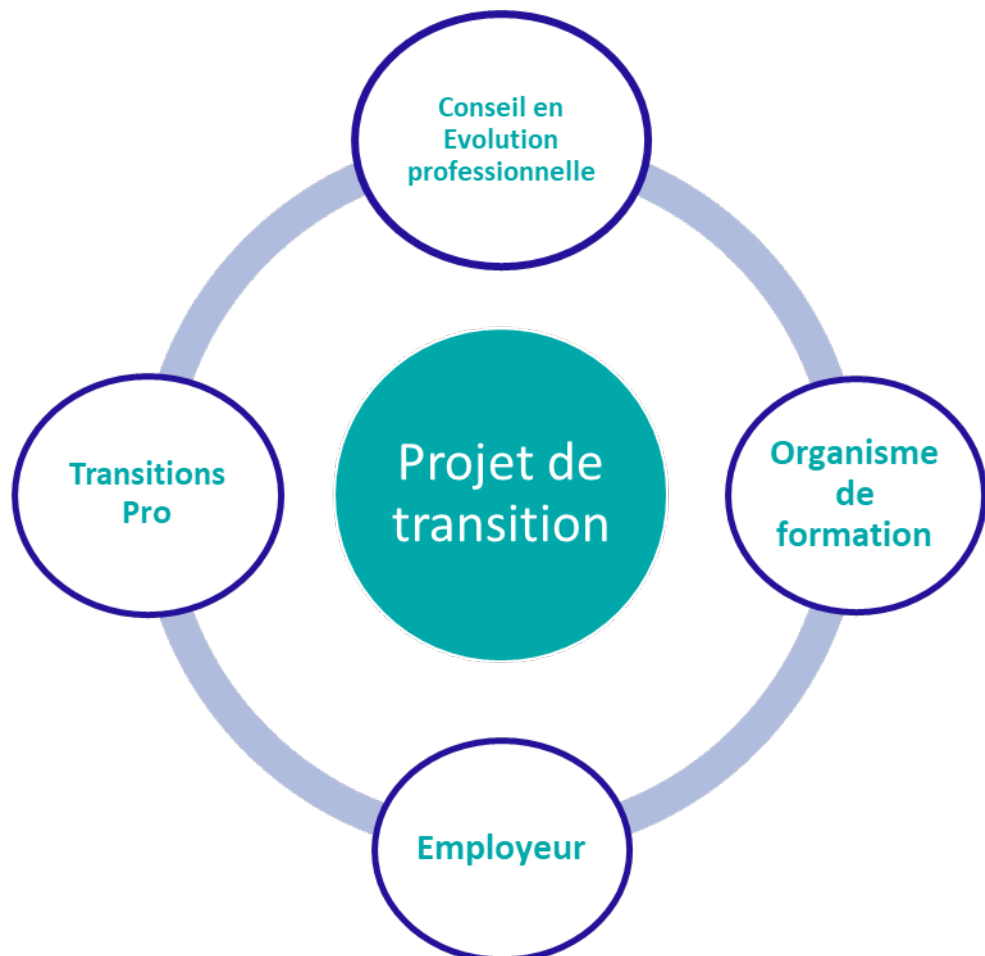 Conseil en
Evolution
professionnelle
Transitions
Pro
Projet de
transition
Organisme
de
formation
Employeur